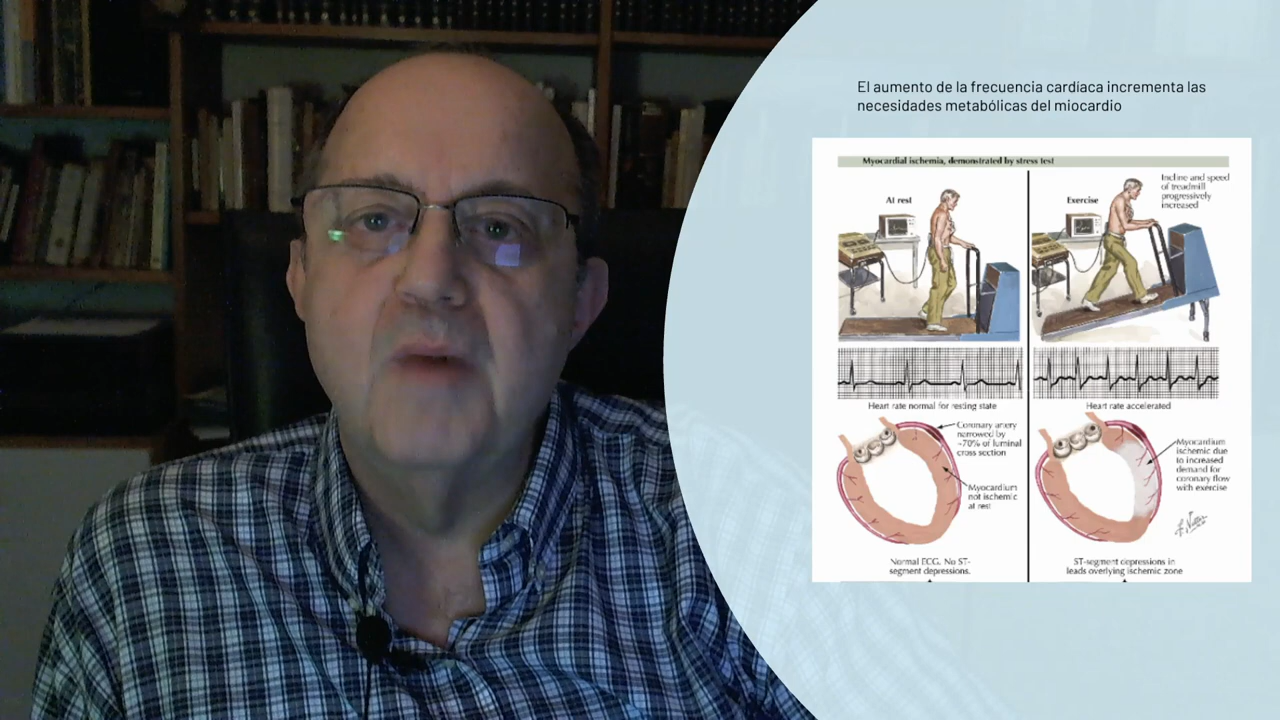 El aumento de la frecuencia cardíaca incrementa las
necesidades metabólicas del miocardio
Myocardial ischemia, demonstrated by stress test
At rest
Exercise
Incline and speed
of treadmill
progressively
increased
Heart rate normal for resting state
Heart rate accelerated
Coronary artery
narrowed by
~70% of luminal
cross section
Myocardium
not ischemic
at rest
Myocardium
ischemic due
to increased
demand for
coronary flow
with exercise
Normal ECG. No ST-
segment depressions.
ST-segment depressions in
leads overlying ischemic zone